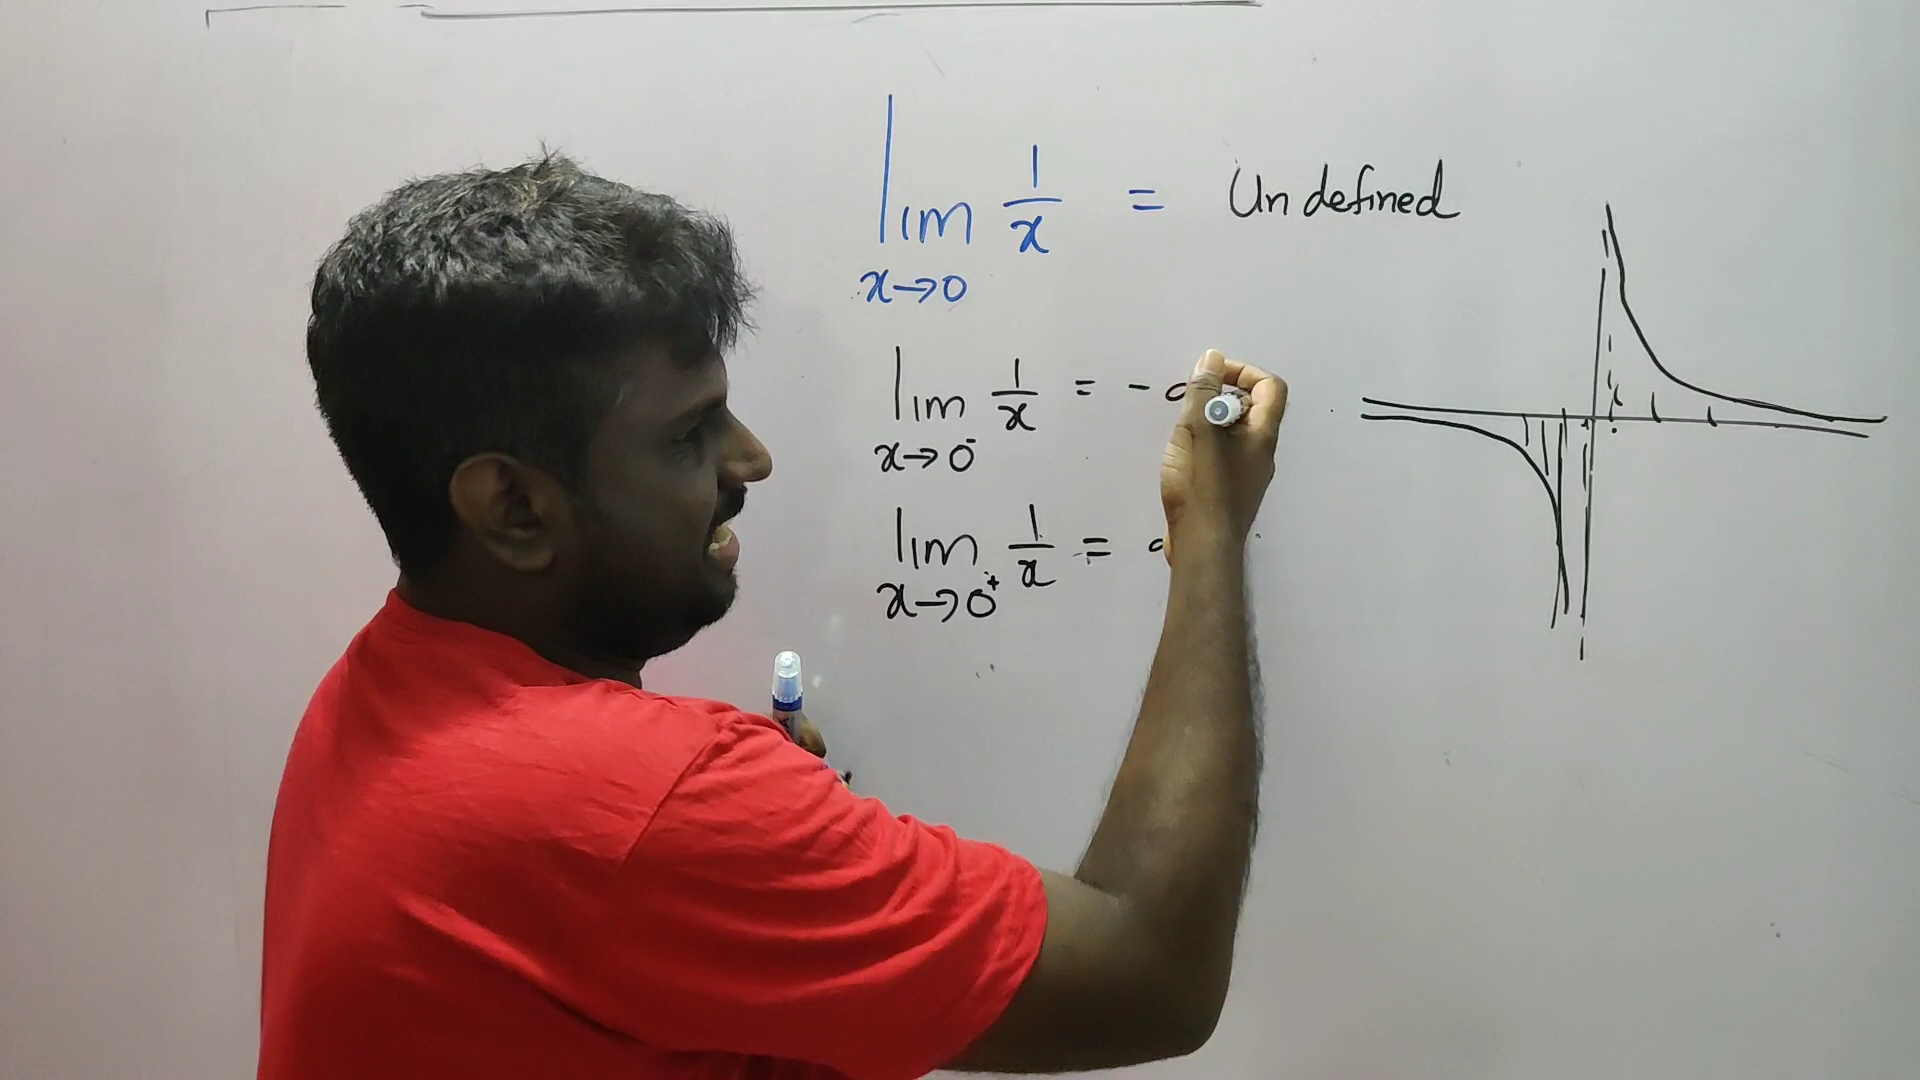 lim 1/x = Undefined
x→0
lim 1/x = -
x→0⁻
lim 1/x =
x→0⁺